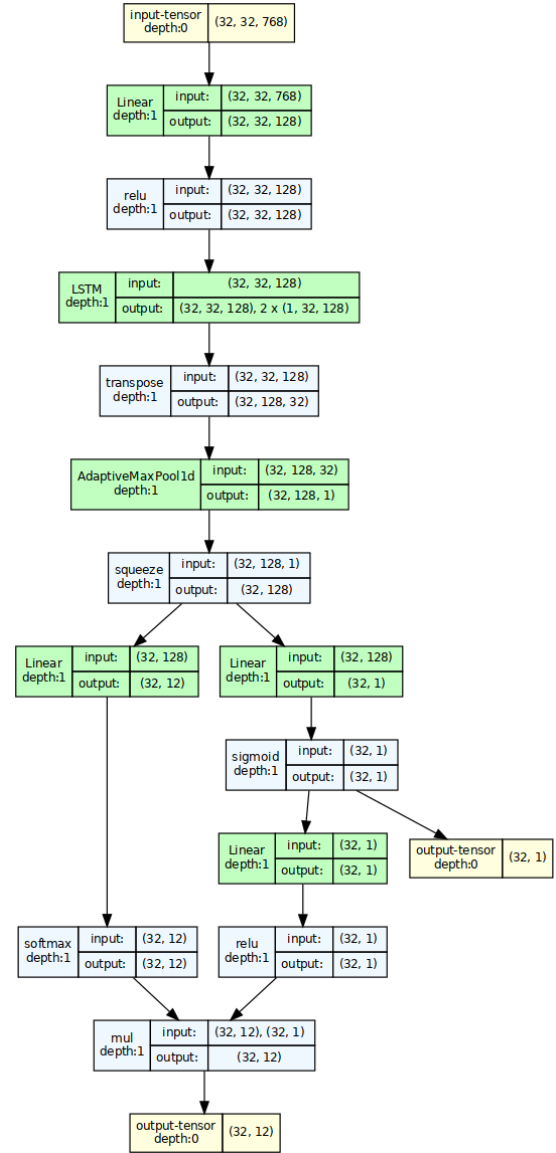 input-tensor
depth:0
(32, 32, 768)
Linear
depth:1
input:
(32, 32, 768)
output:
(32, 32, 128)
relu
depth:1
input:
(32, 32, 128)
output:
(32, 32, 128)
LSTM
depth:1
input:
(32, 32, 128)
output:
(32, 32, 128), 2 x (1, 32, 128)
transpose
depth:1
input:
(32, 32, 128)
output:
(32, 128, 32)
AdaptiveMaxPool1d
depth:1
input:
(32, 128, 32)
output:
(32, 128, 1)
squeeze
depth:1
input:
(32, 128, 1)
output:
(32, 128)
Linear
depth:1
input:
(32, 128)
output:
(32, 12)
Linear
depth:1
input:
(32, 128)
output:
(32, 1)
sigmoid
depth:1
input:
(32, 1)
output:
(32, 1)
Linear
depth:1
input:
(32, 1)
output:
(32, 1)
output-tensor
depth:0
(32, 1)
softmax
depth:1
input:
(32, 12)
output:
(32, 12)
relu
depth:1
input:
(32, 1)
output:
(32, 1)
mul
depth:1
input:
(32, 12), (32, 1)
output:
(32, 12)
output-tensor
depth:0
(32, 12)